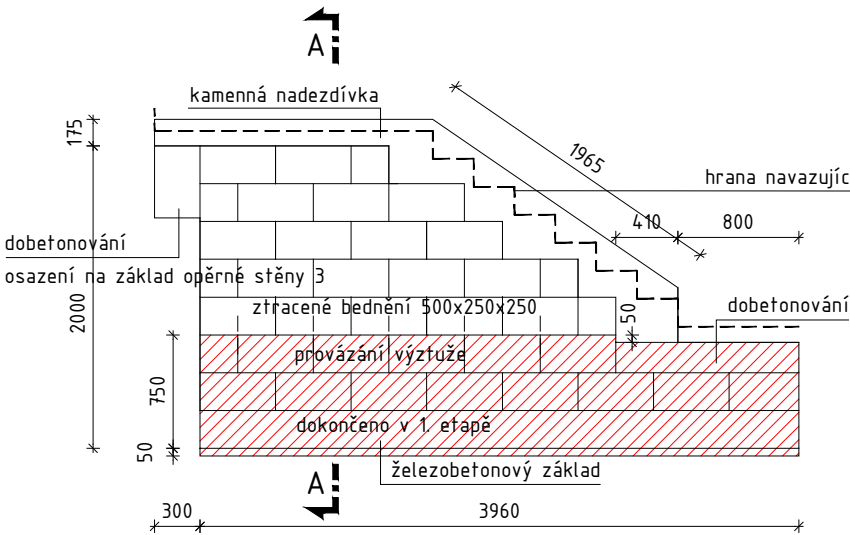 A
kamenná nadezdívka
175
1965
hrana navazujíc
410
800
dobetonování
osazení na základ opěrné stěny 3
2000
ztracené bednění 500x250x250
50
dobetonování
provázání výztuže
750
dokončeno v 1. etapě
50
železobetonový základ
A
300
3960